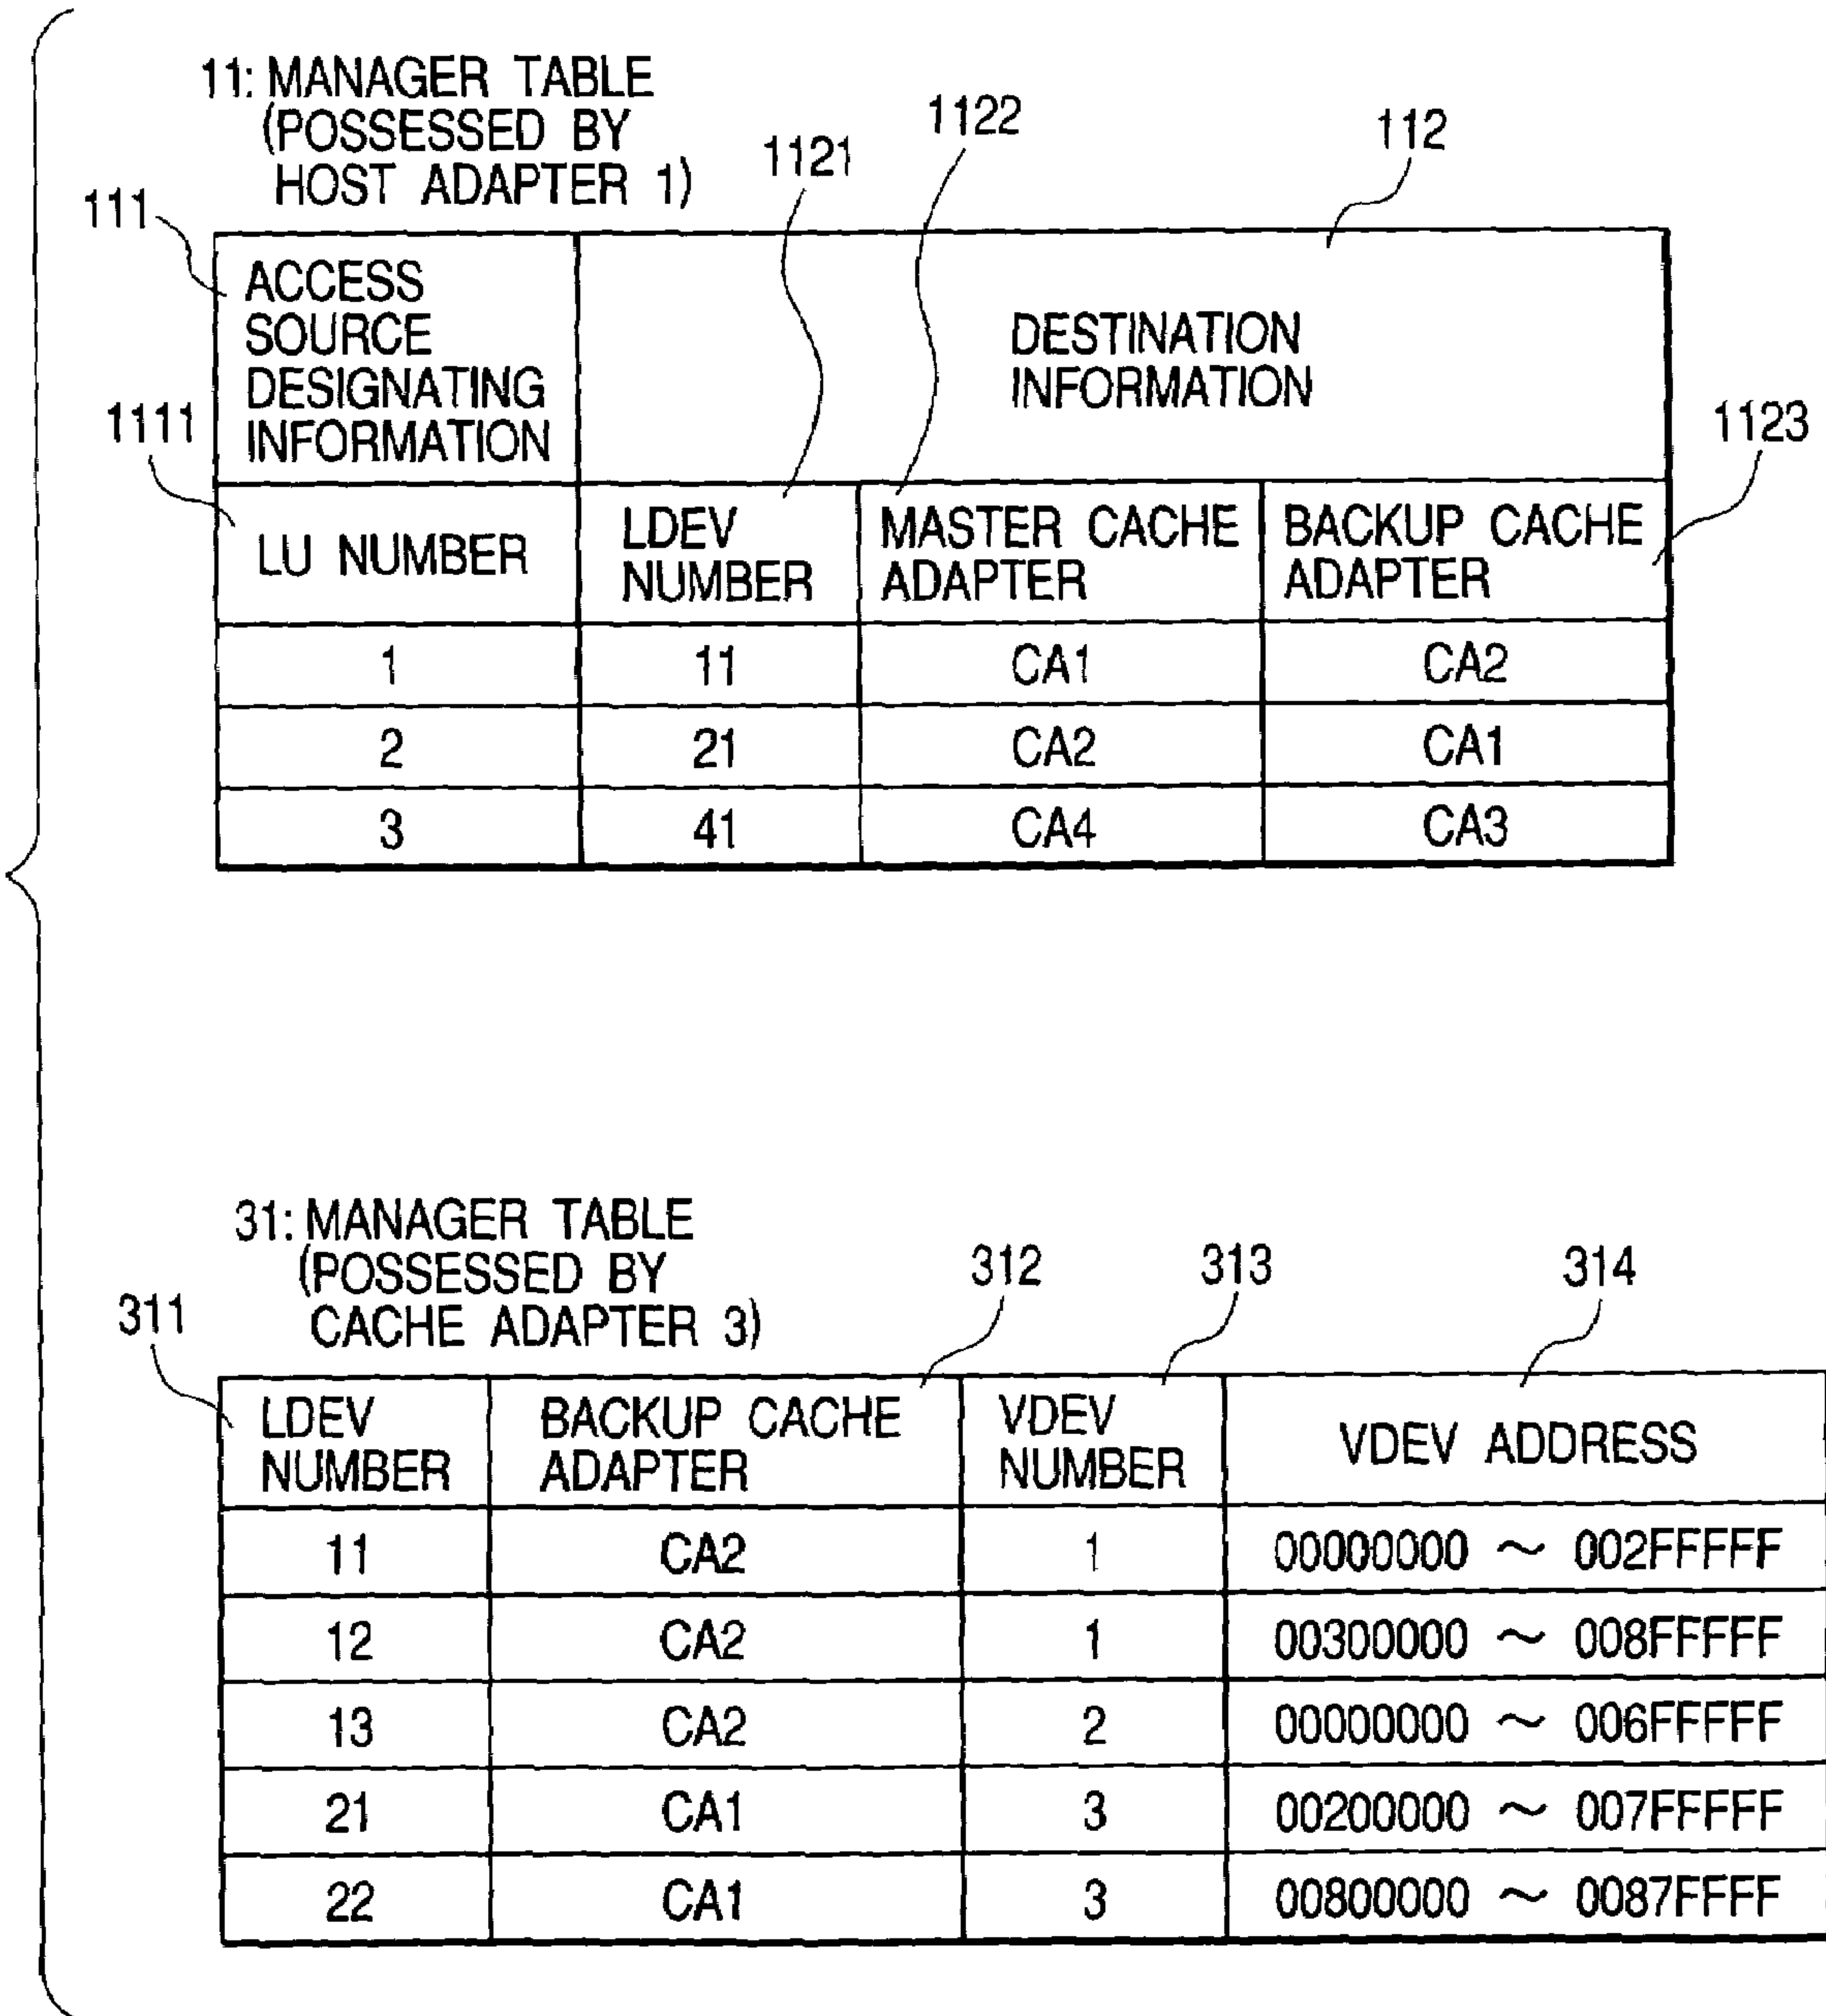 11: MANAGER TABLE
(POSSESSED BY
HOST ADAPTER 1)
1121
1122
112
111
ACCESS
SOURCE
DESIGNATING
INFORMATION
DESTINATION
INFORMATION
1111
1123
LU NUMBER
LDEV
NUMBER
MASTER CACHE
ADAPTER
BACKUP CACHE
ADAPTER
1 11 CA1 CA2
2 21 CA2 CA1
3 41 CA4 CA3
31: MANAGER TABLE
(POSSESSED BY
CACHE ADAPTER 3)
311
312
313
314
LDEV
NUMBER
BACKUP CACHE
ADAPTER
VDEV
NUMBER
VDEV ADDRESS
11 CA2 1 00000000 ~ 002FFFFF
12 CA2 1 00300000 ~ 008FFFFF
13 CA2 2 00000000 ~ 006FFFFF
21 CA1 3 00200000 ~ 007FFFFF
22 CA1 3 00800000 ~ 0087FFFF